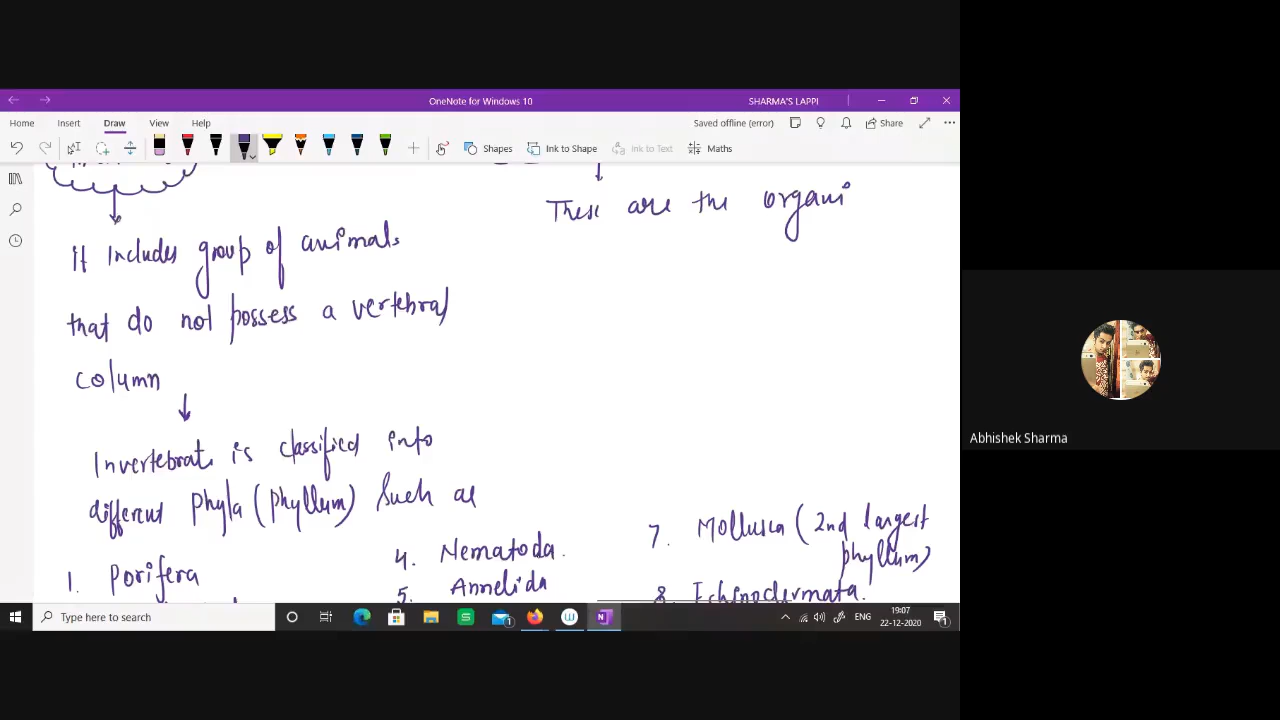 OneNote for Windows 10
SHARMA'S LAPPI
Home Insert Draw View Help
Saved offline (error)
Share
Shapes
Ink to Shape
Ink to Text
Maths
These are the organi
it includes group of animals
that do not possess a vertebral
column
Invertebrate is classified into
different phyla (phyllum) such as
1. Porifera
4. Nematoda.
5. Annelida
7. Mollusca (2nd largest
phyllum)
8. Echinodermata.
Type here to search
1
ENG
19:07
22-12-2020
1
Abhishek Sharma